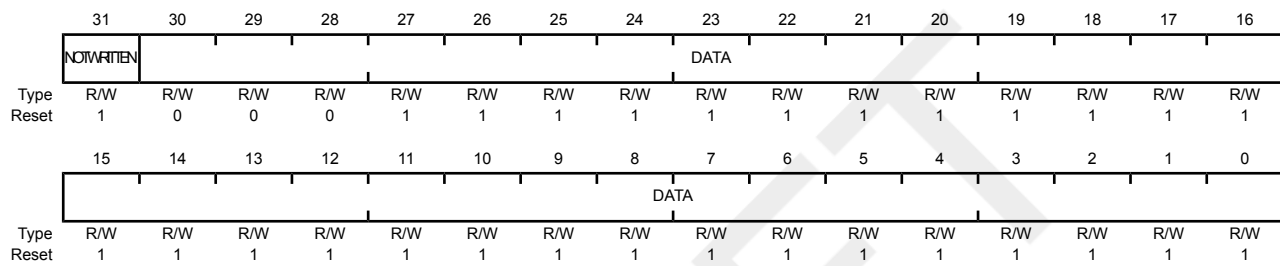 31 30 29 28 27 26 25 24 23 22 21 20 19 18 17 16
NOTWRITTEN DATA
Type R/W R/W R/W R/W R/W R/W R/W R/W R/W R/W R/W R/W R/W R/W R/W R/W
Reset 1 0 0 0 1 1 1 1 1 1 1 1 1 1 1 1
15 14 13 12 11 10 9 8 7 6 5 4 3 2 1 0
DATA
Type R/W R/W R/W R/W R/W R/W R/W R/W R/W R/W R/W R/W R/W R/W R/W R/W
Reset 1 1 1 1 1 1 1 1 1 1 1 1 1 1 1 1